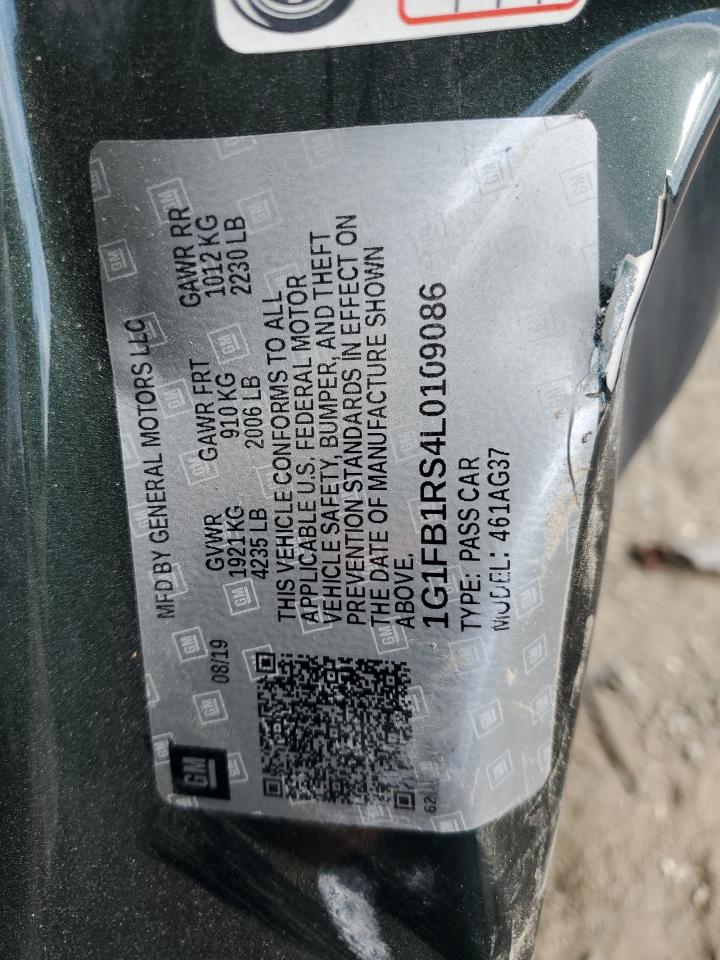 MFD BY GENERAL MOTORS LLC
08/19
GVWR GAWR FRT GAWR RR
1921KG 910 KG 1012 KG
4235 LB 2006 LB 2230 LB
THIS VEHICLE CONFORMS TO ALL
APPLICABLE U.S. FEDERAL MOTOR
VEHICLE SAFETY, BUMPER, AND THEFT
PREVENTION STANDARDS IN EFFECT ON
THE DATE OF MANUFACTURE SHOWN
ABOVE.
1G1FB1RS4L0109086
TYPE: PASS CAR
MODEL: 461AG37
GM
62